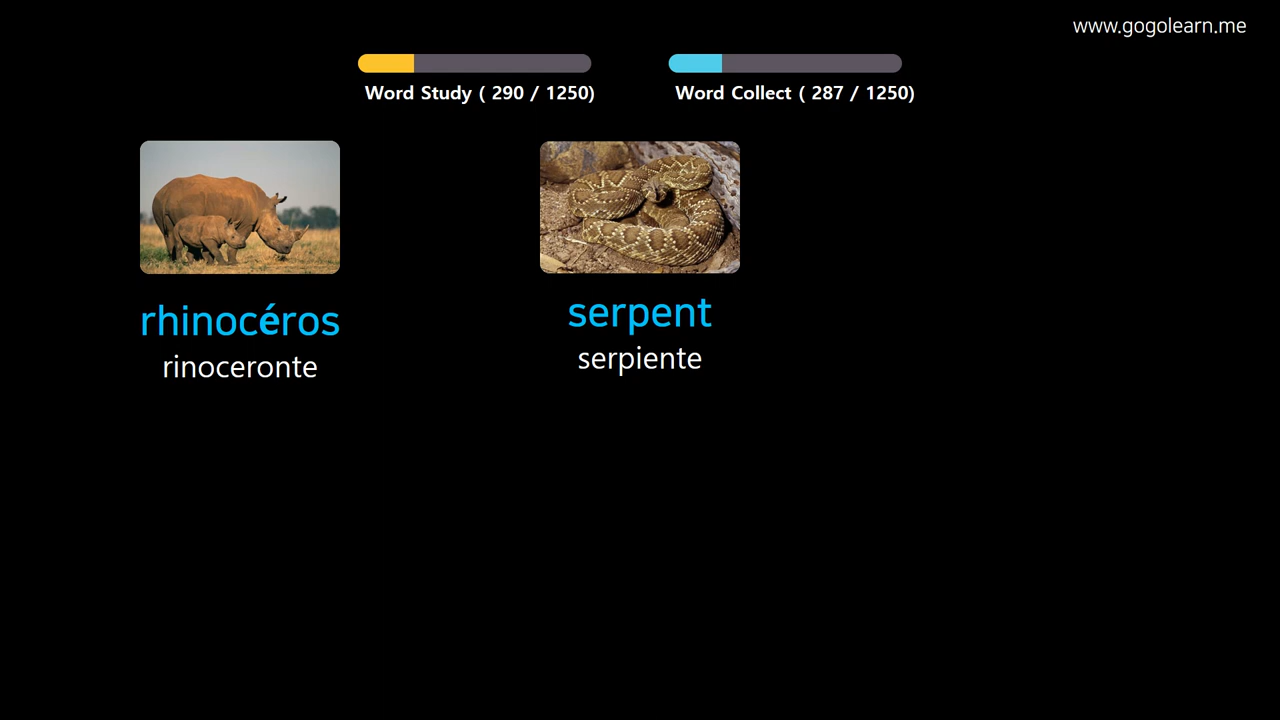 www.gogolearn.me
Word Study ( 290 / 1250)
Word Collect ( 287 / 1250)
rhinocéros
rinoceronte
serpent
serpiente